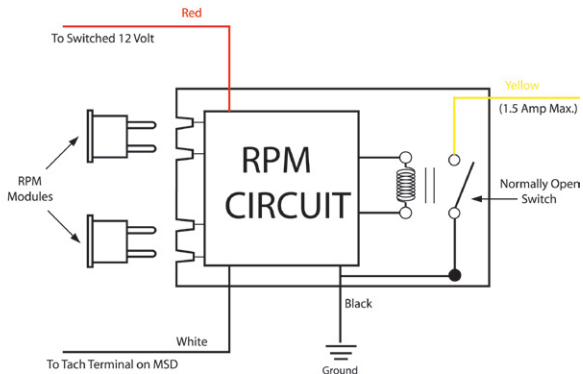 Red
To Switched 12 Volt
Yellow
(1.5 Amp Max.)
RPM
Modules
RPM
CIRCUIT
Normally Open
Switch
Black
White
To Tach Terminal on MSD
Ground